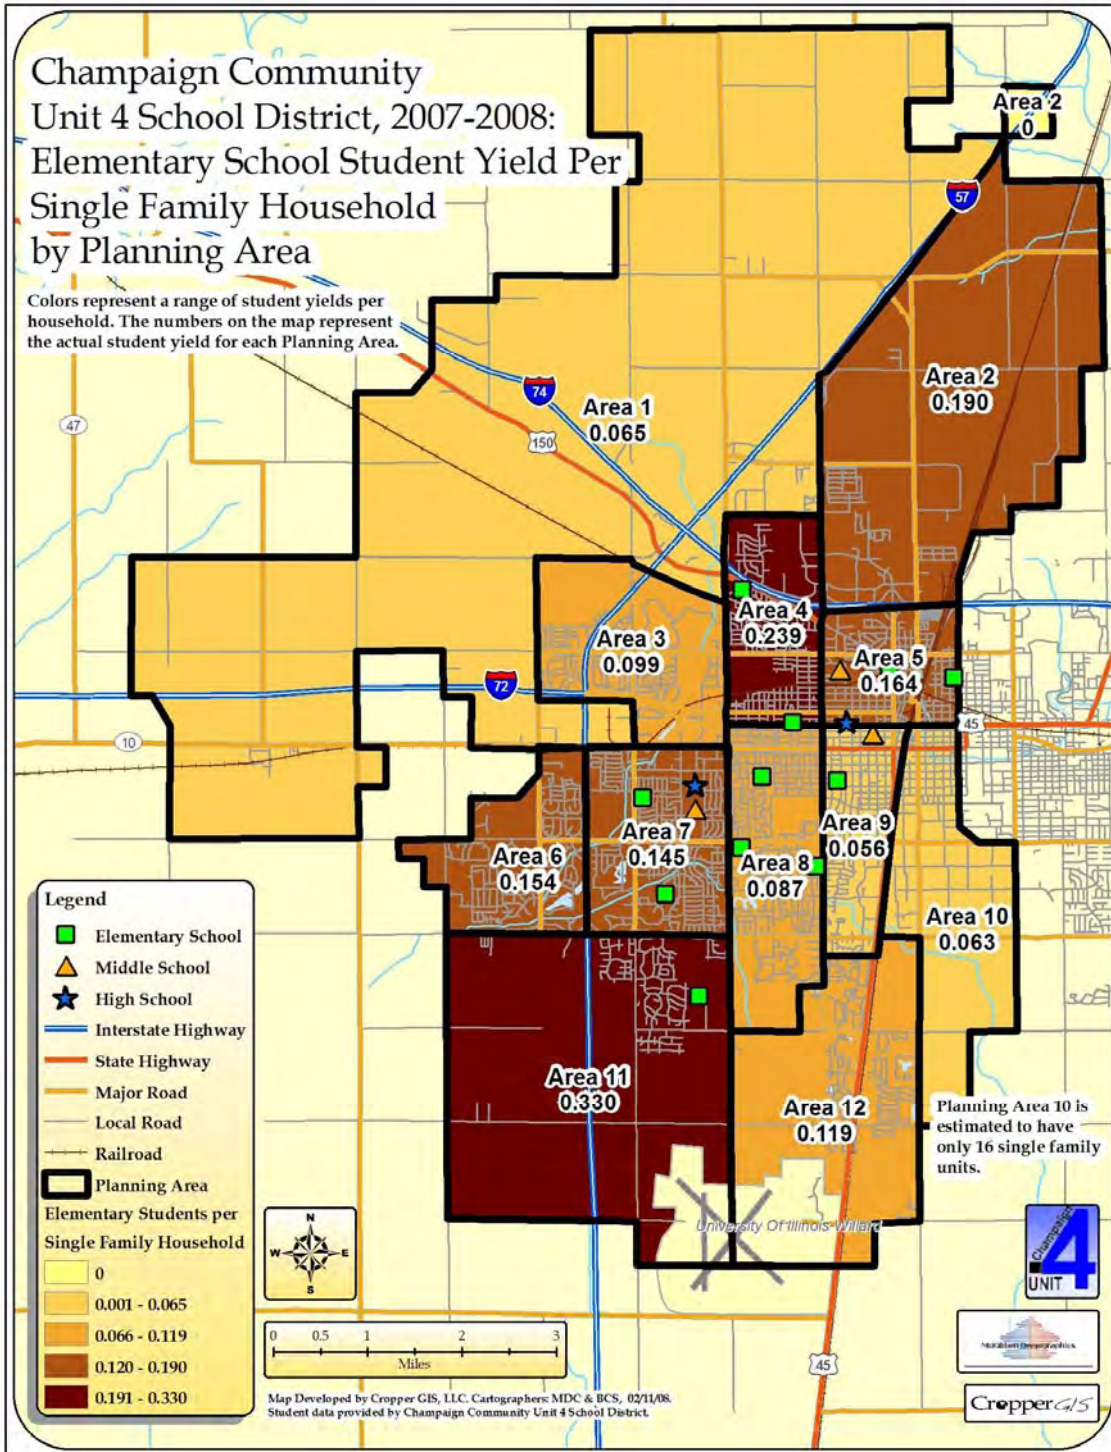 Champaign Community
Unit 4 School District, 2007-2008:
Elementary School Student Yield Per
Single Family Household
by Planning Area
Colors represent a range of student yields per
household. The numbers on the map represent
the actual student yield for each Planning Area.
Area 2
0
57
Area 2
0.190
74
Area 1
0.065
150
47
Area 4
0.239
Area 3
0.099
Area 5
0.164
72
45
10
Area 9
0.056
Area 7
0.145
Area 6
0.154
Area 8
0.087
Area 10
0.063
Area 11
0.330
Area 12
0.119
Planning Area 10 is
estimated to have
only 16 single family
units.
University Of Illinois-Willard
45
Legend
Elementary School
Middle School
High School
Interstate Highway
State Highway
Major Road
Local Road
Railroad
Planning Area
Elementary Students per
Single Family Household
0
0.001 - 0.065
0.066 - 0.119
0.120 - 0.190
0.191 - 0.330
N
W E
S
0 0.5 1 2 3
Miles
Map Developed by Cropper GIS, LLC. Cartographers: MDC & BCS, 02/11/08.
Student data provided by Champaign Community Unit 4 School District.
Champaign
4
UNIT
McKibben Demographics
Cropper GIS